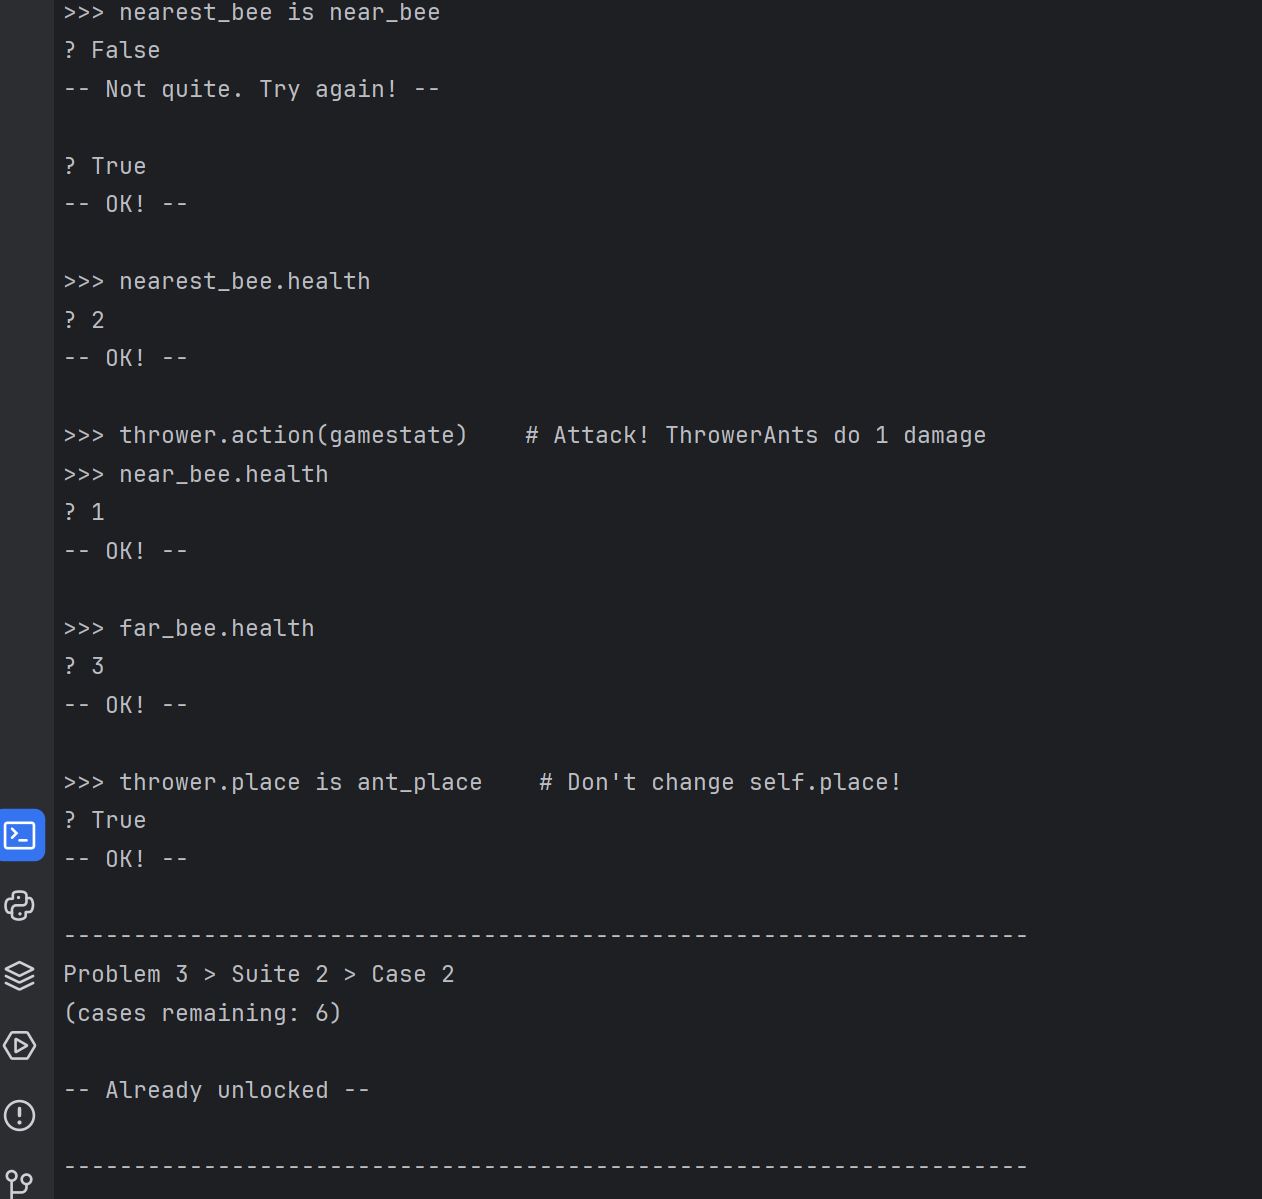 >>> nearest_bee is near_bee
? False
-- Not quite. Try again! --
? True
-- OK! --
>>> nearest_bee.health
? 2
-- OK! --
>>> thrower.action(gamestate)    # Attack! ThrowerAnts do 1 damage
>>> near_bee.health
? 1
-- OK! --
>>> far_bee.health
? 3
-- OK! --
>>> thrower.place is ant_place    # Don't change self.place!
? True
-- OK! --
---------------------------------------------------------------------
Problem 3 > Suite 2 > Case 2
(cases remaining: 6)
-- Already unlocked --
---------------------------------------------------------------------